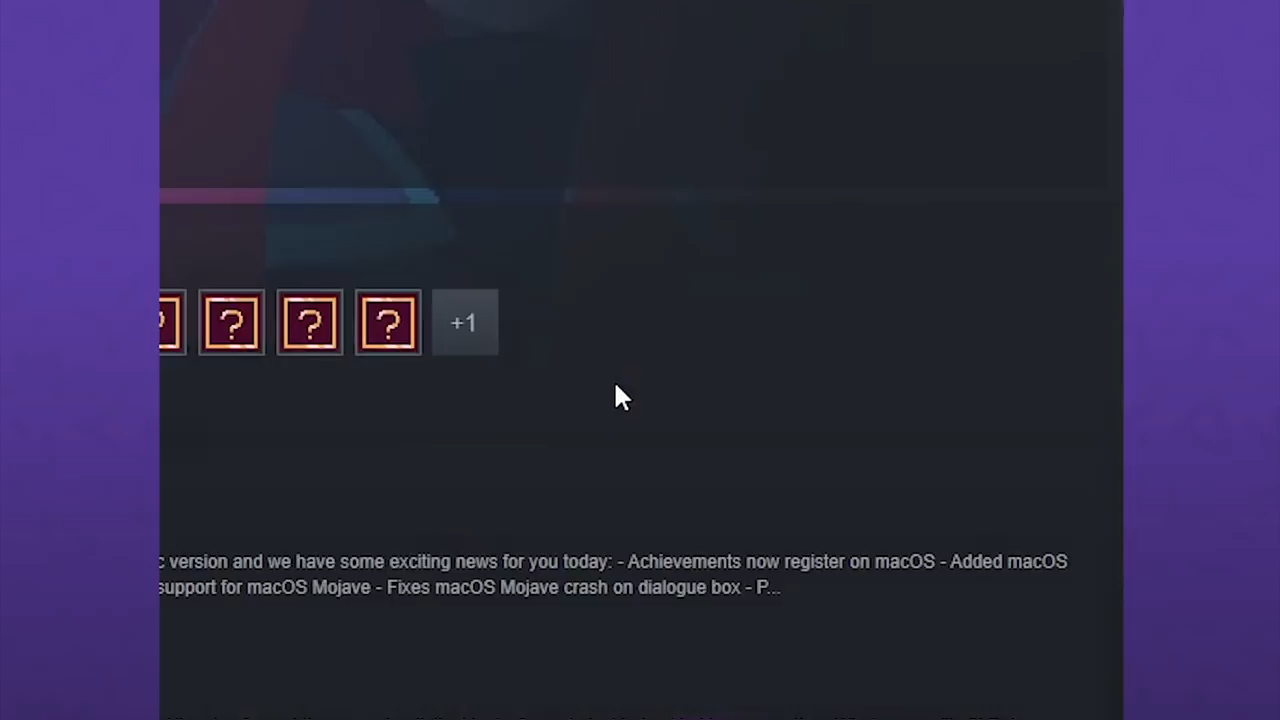 ? ? ? +1
c version and we have some exciting news for you today: - Achievements now register on macOS - Added macOS
support for macOS Mojave - Fixes macOS Mojave crash on dialogue box - P...